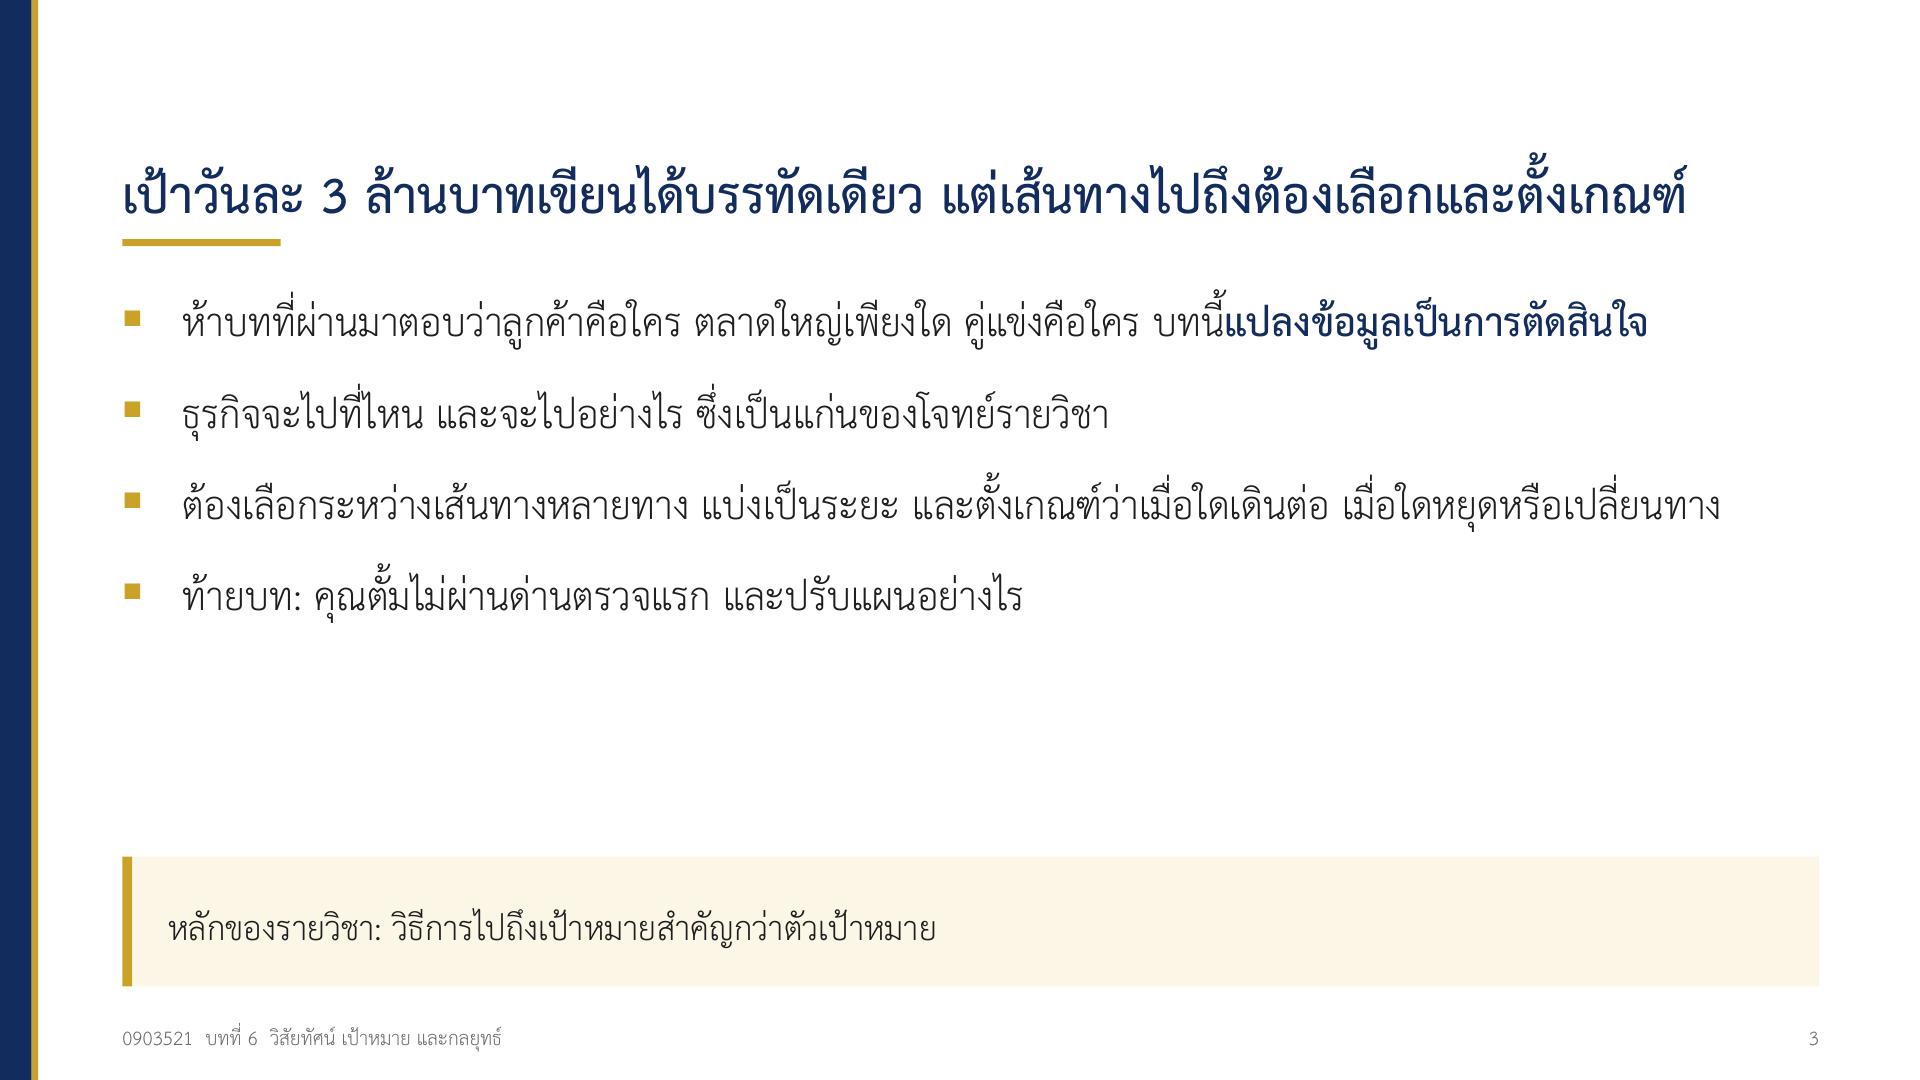 เป้าวันละ 3 ล้านบาทเขียนได้บรรทัดเดียว แต่เส้นทางไปถึงต้องเลือกและตั้งเกณฑ์
ห้าบทที่ผ่านมาตอบว่าลูกค้าคือใคร ตลาดใหญ่เพียงใด คู่แข่งคือใคร บทนี้แปลงข้อมูลเป็นการตัดสินใจ
ธุรกิจจะไปที่ไหน และจะไปอย่างไร ซึ่งเป็นแก่นของโจทย์รายวิชา
ต้องเลือกระหว่างเส้นทางหลายทาง แบ่งเป็นระยะ และตั้งเกณฑ์ว่าเมื่อใดเดินต่อ เมื่อใดหยุดหรือเปลี่ยนทาง
ท้ายบท: คุณตั้มไม่ผ่านด่านตรวจแรก และปรับแผนอย่างไร
หลักของรายวิชา: วิธีการไปถึงเป้าหมายสำคัญกว่าตัวเป้าหมาย
0903521 บทที่ 6 วิสัยทัศน์ เป้าหมาย และกลยุทธ์
3